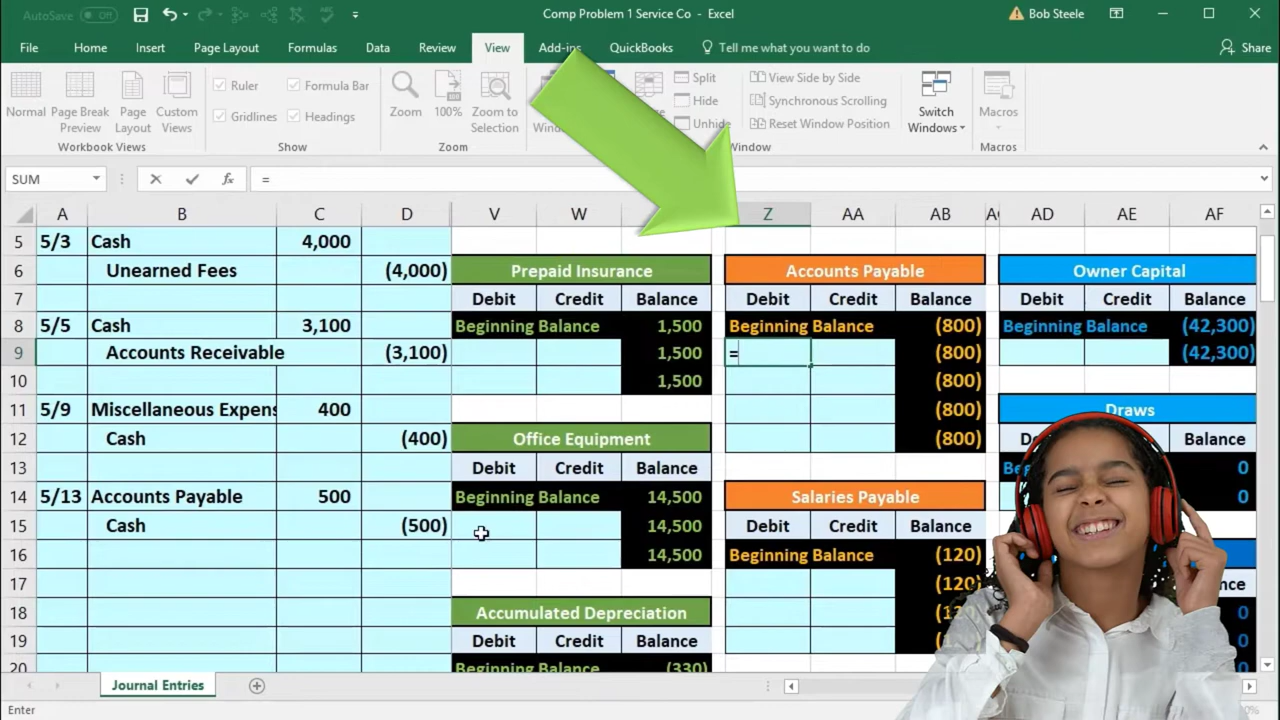 AutoSave Off Comp Problem 1 Service Co - Excel Bob Steele
File Home Insert Page Layout Formulas Data Review View Add-ins QuickBooks Tell me what you want to do Share
Normal Page Break Preview Page Layout Custom Views
Workbook Views
Ruler Formula Bar
Gridlines Headings
Show
Zoom 100% Zoom to Selection
Zoom
Split
Hide
Unhide
View Side by Side
Synchronous Scrolling
Reset Window Position
Window
Switch Windows
Macros
Macros
SUM fx =
A B C D V W Z AA AB AD AE AF
5 5/3 Cash 4,000
6 Unearned Fees (4,000) Prepaid Insurance Accounts Payable Owner Capital
7 Debit Credit Balance Debit Credit Balance Debit Credit Balance
8 5/5 Cash 3,100 Beginning Balance 1,500 Beginning Balance (800) Beginning Balance (42,300)
9 Accounts Receivable (3,100) 1,500 = (800) (42,300)
10 1,500 (800)
11 5/9 Miscellaneous Expens 400 (800) Draws
12 Cash (400) Office Equipment (800) Balance
13 Debit Credit Balance 0
14 5/13 Accounts Payable 500 Beginning Balance 14,500 Salaries Payable 0
15 Cash (500) 14,500 Debit Credit Balance
16 14,500 Beginning Balance (120)
17 (120)
18 Accumulated Depreciation 0
19 Debit Credit Balance 0
20 Beginning Balance (330)
Journal Entries
Enter